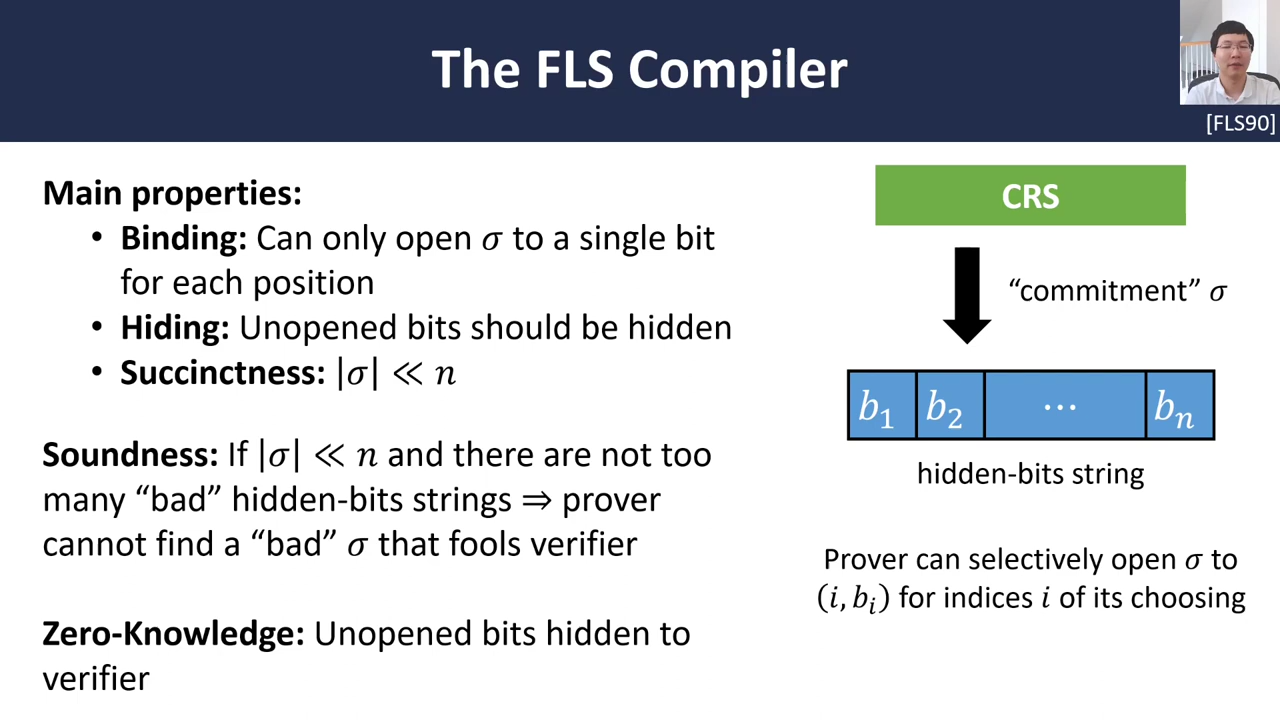 The FLS Compiler
[FLS90]
Main properties:
• Binding: Can only open 𝜎 to a single bit
for each position
• Hiding: Unopened bits should be hidden
• Succinctness: |𝜎| ≪ 𝑛
Soundness: If |𝜎| ≪ 𝑛 and there are not too
many “bad” hidden-bits strings ⇒ prover
cannot find a “bad” 𝜎 that fools verifier
Zero-Knowledge: Unopened bits hidden to
verifier
CRS
“commitment” 𝜎
𝑏₁ 𝑏₂ ⋯ 𝑏ₙ
hidden-bits string
Prover can selectively open 𝜎 to
(𝑖, 𝑏ᵢ) for indices 𝑖 of its choosing